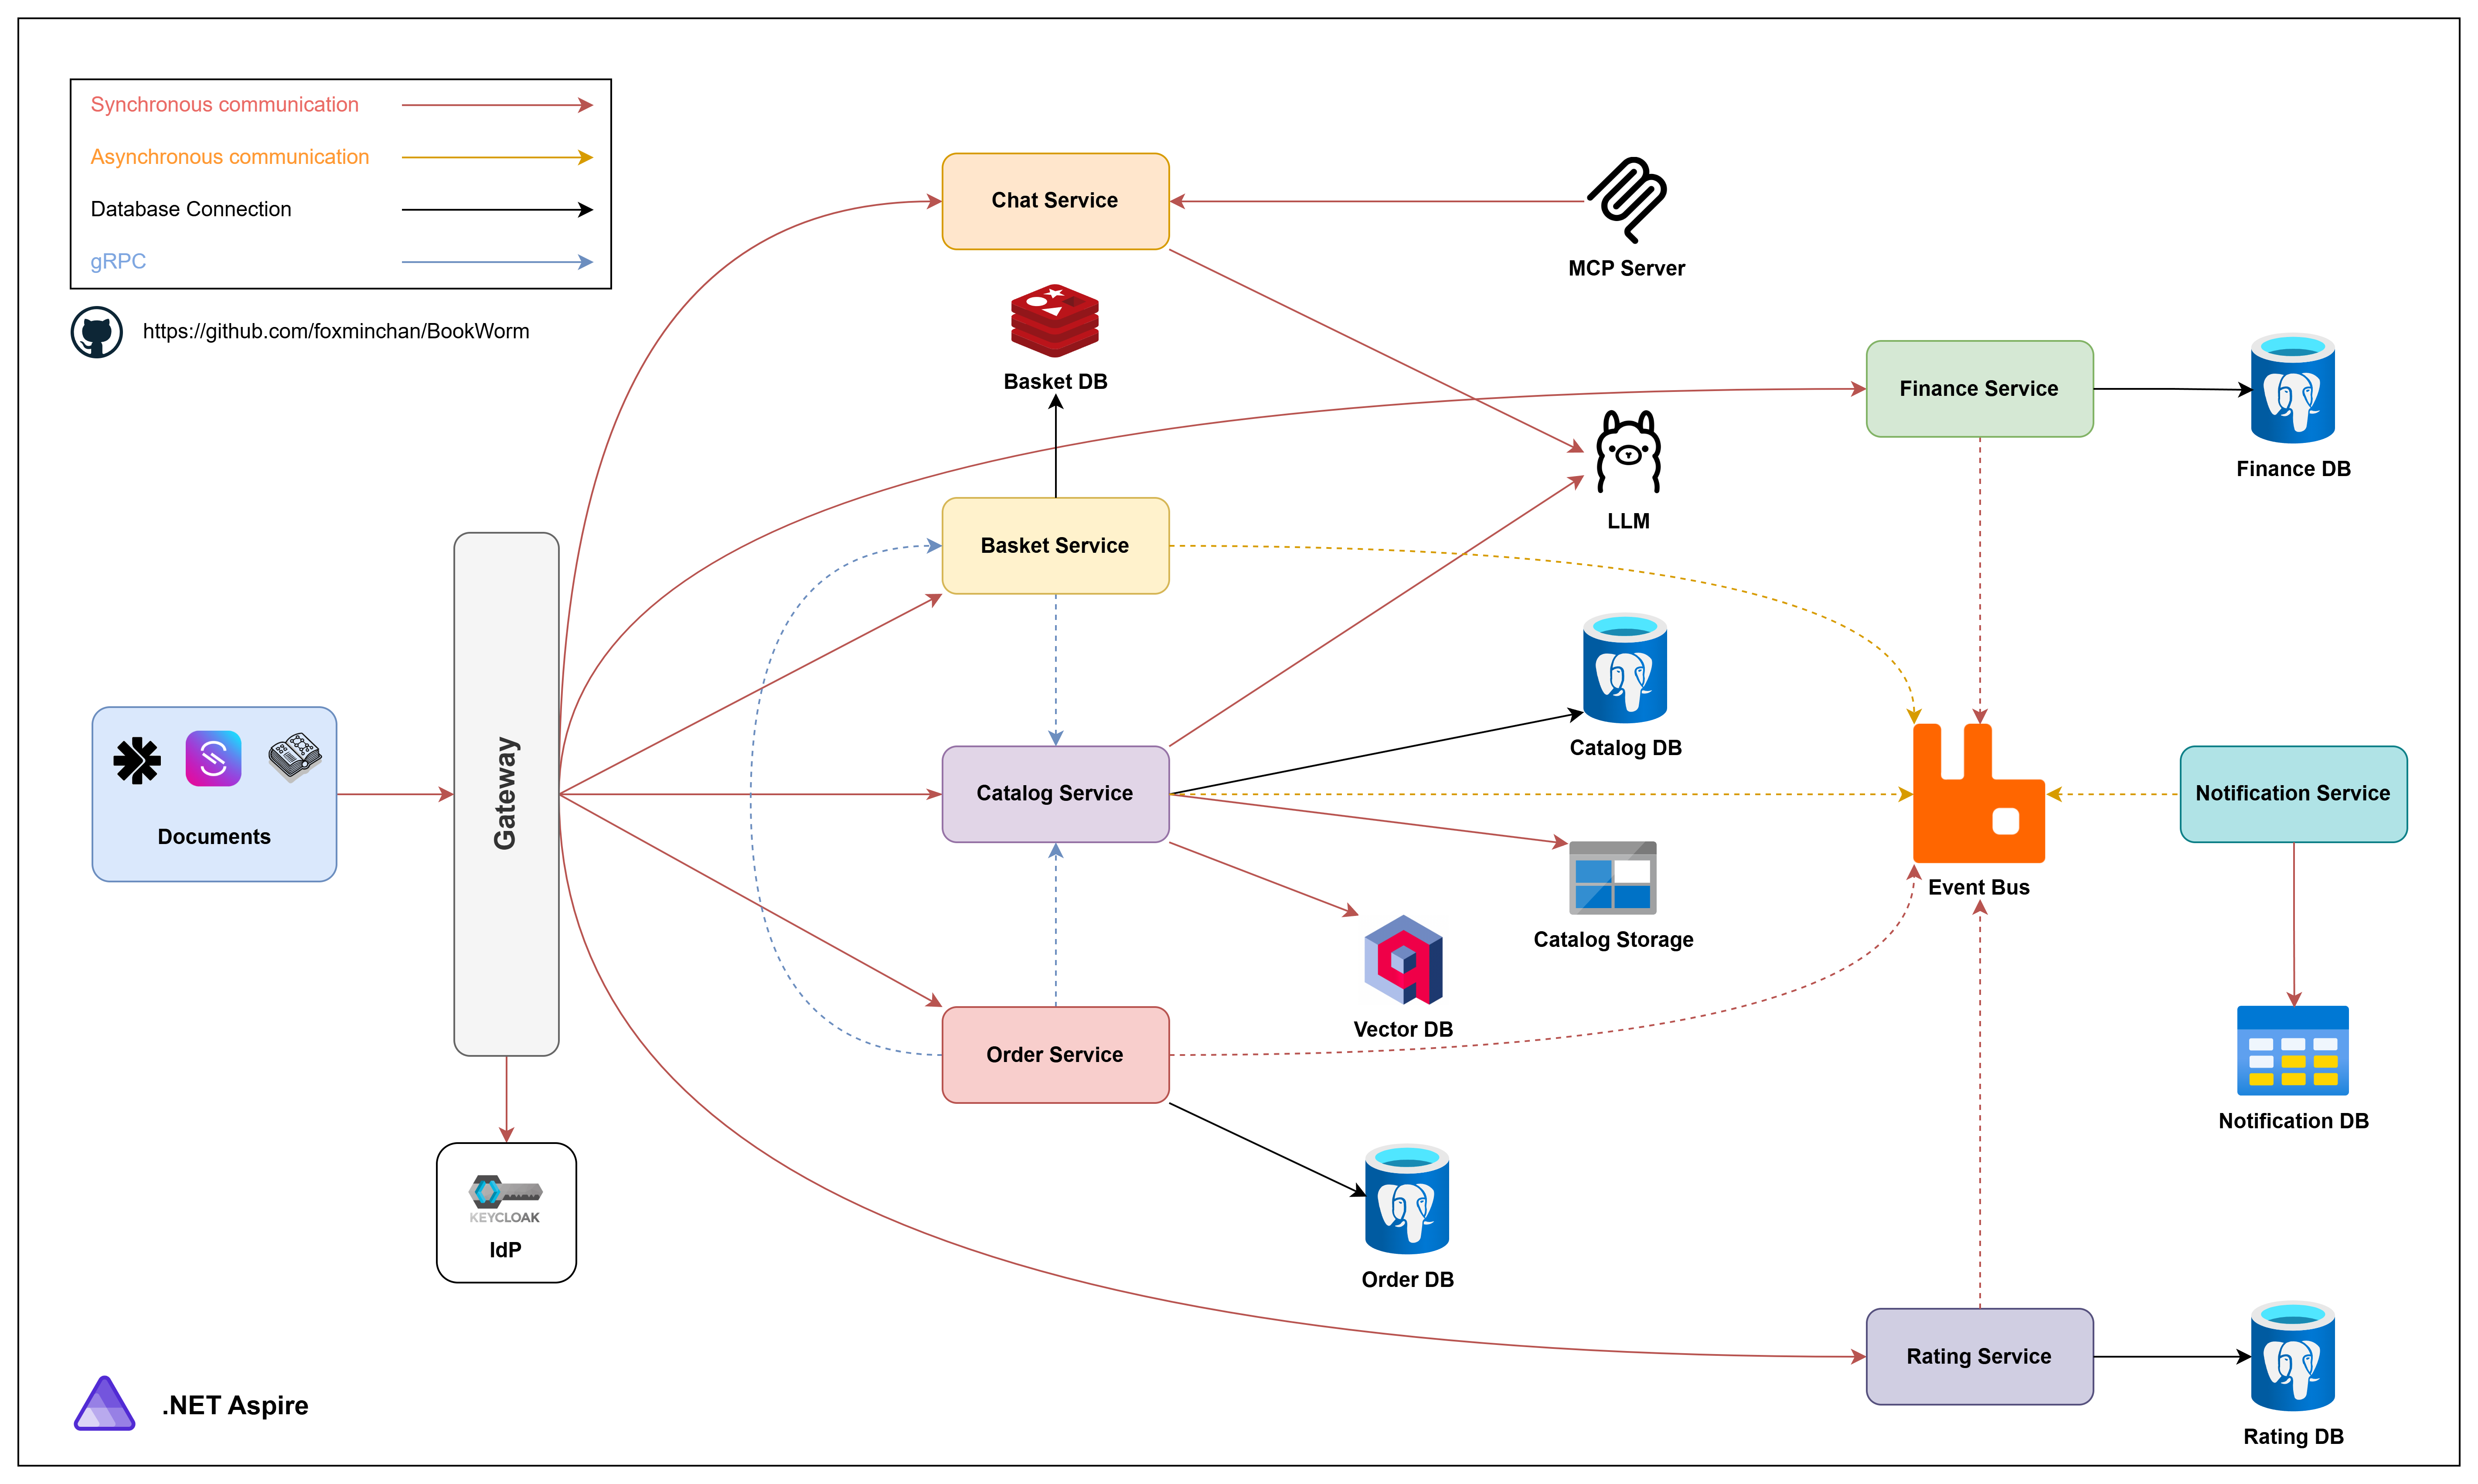 Synchronous communication
Asynchronous communication
Database Connection
gRPC
https://github.com/foxminchan/BookWorm
Chat Service
MCP Server
Basket DB
Finance Service
Finance DB
LLM
Basket Service
Gateway
Documents
Catalog DB
Catalog Service
Notification Service
Event Bus
Catalog Storage
Vector DB
Order Service
Notification DB
KEYCLOAK
IdP
Order DB
Rating Service
.NET Aspire
Rating DB